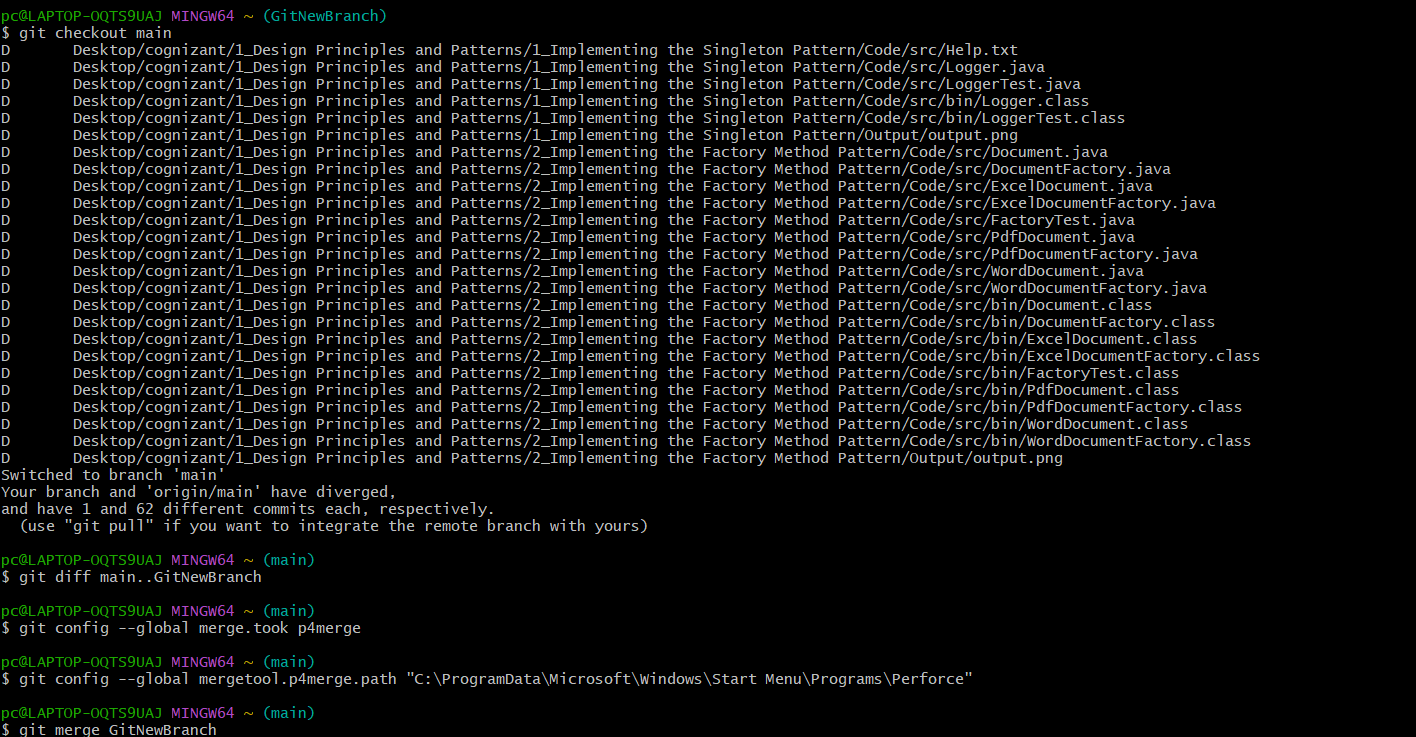 pc@LAPTOP-OQTS9UAJ MINGW64 ~ (GitNewBranch)
$ git checkout main
D       Desktop/cognizant/1_Design Principles and Patterns/1_Implementing the Singleton Pattern/Code/src/Help.txt
D       Desktop/cognizant/1_Design Principles and Patterns/1_Implementing the Singleton Pattern/Code/src/Logger.java
D       Desktop/cognizant/1_Design Principles and Patterns/1_Implementing the Singleton Pattern/Code/src/LoggerTest.java
D       Desktop/cognizant/1_Design Principles and Patterns/1_Implementing the Singleton Pattern/Code/src/bin/Logger.class
D       Desktop/cognizant/1_Design Principles and Patterns/1_Implementing the Singleton Pattern/Code/src/bin/LoggerTest.class
D       Desktop/cognizant/1_Design Principles and Patterns/1_Implementing the Singleton Pattern/Output/output.png
D       Desktop/cognizant/1_Design Principles and Patterns/2_Implementing the Factory Method Pattern/Code/src/Document.java
D       Desktop/cognizant/1_Design Principles and Patterns/2_Implementing the Factory Method Pattern/Code/src/DocumentFactory.java
D       Desktop/cognizant/1_Design Principles and Patterns/2_Implementing the Factory Method Pattern/Code/src/ExcelDocument.java
D       Desktop/cognizant/1_Design Principles and Patterns/2_Implementing the Factory Method Pattern/Code/src/ExcelDocumentFactory.java
D       Desktop/cognizant/1_Design Principles and Patterns/2_Implementing the Factory Method Pattern/Code/src/FactoryTest.java
D       Desktop/cognizant/1_Design Principles and Patterns/2_Implementing the Factory Method Pattern/Code/src/PdfDocument.java
D       Desktop/cognizant/1_Design Principles and Patterns/2_Implementing the Factory Method Pattern/Code/src/PdfDocumentFactory.java
D       Desktop/cognizant/1_Design Principles and Patterns/2_Implementing the Factory Method Pattern/Code/src/WordDocument.java
D       Desktop/cognizant/1_Design Principles and Patterns/2_Implementing the Factory Method Pattern/Code/src/WordDocumentFactory.java
D       Desktop/cognizant/1_Design Principles and Patterns/2_Implementing the Factory Method Pattern/Code/src/bin/Document.class
D       Desktop/cognizant/1_Design Principles and Patterns/2_Implementing the Factory Method Pattern/Code/src/bin/DocumentFactory.class
D       Desktop/cognizant/1_Design Principles and Patterns/2_Implementing the Factory Method Pattern/Code/src/bin/ExcelDocument.class
D       Desktop/cognizant/1_Design Principles and Patterns/2_Implementing the Factory Method Pattern/Code/src/bin/ExcelDocumentFactory.class
D       Desktop/cognizant/1_Design Principles and Patterns/2_Implementing the Factory Method Pattern/Code/src/bin/FactoryTest.class
D       Desktop/cognizant/1_Design Principles and Patterns/2_Implementing the Factory Method Pattern/Code/src/bin/PdfDocument.class
D       Desktop/cognizant/1_Design Principles and Patterns/2_Implementing the Factory Method Pattern/Code/src/bin/PdfDocumentFactory.class
D       Desktop/cognizant/1_Design Principles and Patterns/2_Implementing the Factory Method Pattern/Code/src/bin/WordDocument.class
D       Desktop/cognizant/1_Design Principles and Patterns/2_Implementing the Factory Method Pattern/Code/src/bin/WordDocumentFactory.class
D       Desktop/cognizant/1_Design Principles and Patterns/2_Implementing the Factory Method Pattern/Output/output.png
Switched to branch 'main'
Your branch and 'origin/main' have diverged,
and have 1 and 62 different commits each, respectively.
  (use "git pull" if you want to integrate the remote branch with yours)
pc@LAPTOP-OQTS9UAJ MINGW64 ~ (main)
$ git diff main..GitNewBranch
pc@LAPTOP-OQTS9UAJ MINGW64 ~ (main)
$ git config --global merge.took p4merge
pc@LAPTOP-OQTS9UAJ MINGW64 ~ (main)
$ git config --global mergetool.p4merge.path "C:\ProgramData\Microsoft\Windows\Start Menu\Programs\Perforce"
pc@LAPTOP-OQTS9UAJ MINGW64 ~ (main)
$ git merge GitNewBranch